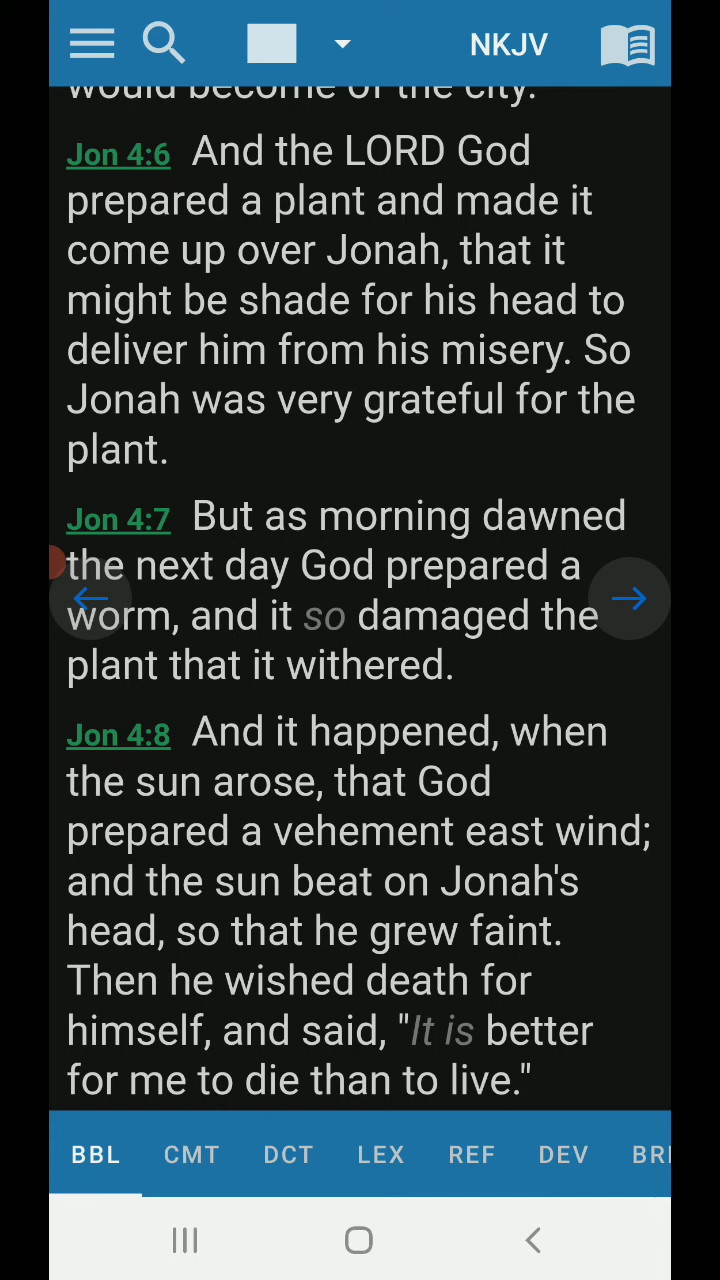 NKJV
would become of the city.
Jon 4:6 And the LORD God
prepared a plant and made it
come up over Jonah, that it
might be shade for his head to
deliver him from his misery. So
Jonah was very grateful for the
plant.
Jon 4:7 But as morning dawned
the next day God prepared a
worm, and it so damaged the
plant that it withered.
Jon 4:8 And it happened, when
the sun arose, that God
prepared a vehement east wind;
and the sun beat on Jonah's
head, so that he grew faint.
Then he wished death for
himself, and said, "It is better
for me to die than to live."
BBL CMT DCT LEX REF DEV